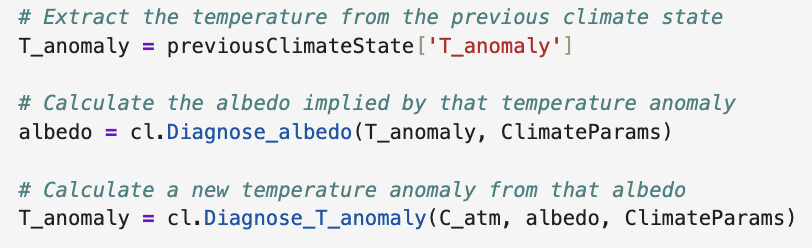 # Extract the temperature from the previous climate state
T_anomaly = previousClimateState['T_anomaly']
# Calculate the albedo implied by that temperature anomaly
albedo = cl.Diagnose_albedo(T_anomaly, ClimateParams)
# Calculate a new temperature anomaly from that albedo
T_anomaly = cl.Diagnose_T_anomaly(C_atm, albedo, ClimateParams)